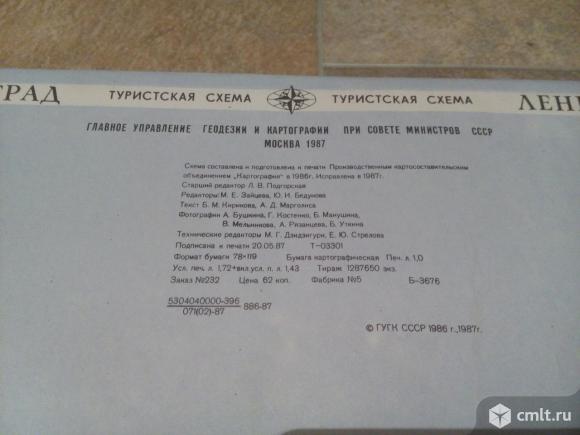 ГРАД ТУРИСТСКАЯ СХЕМА ТУРИСТСКАЯ СХЕМА ЛЕНИ
ГЛАВНОЕ УПРАВЛЕНИЕ ГЕОДЕЗИИ И КАРТОГРАФИИ ПРИ СОВЕТЕ МИНИСТРОВ СССР
МОСКВА 1987
Схема составлена и подготовлена к печати Производственным картосоставительским
объединением „Картография" в 1986г. Исправлена в 1987г.
Старший редактор Л. В. Подгорская
Редакторы: М. Е. Зайцева, Ю. И. Бедунова
Текст Б. М. Кирикова, А. Д. Марголиса
Фотографии А. Бушкина, Г. Костенко, Б. Манушина,
В. Мельникова, А. Рязанцева, Б. Уткина
Технические редакторы М. Г. Дзидзигури, Е. Ю. Стрелова
Подписана к печати 20.05.87 Т-03301
Формат бумаги 78×119 Бумага картографическая Печ. л. 1,0
Усл. печ. л. 1,72+вкл. усл. п. л. 1,43 Тираж 1287650 экз.
Заказ №232 Цена 62 коп. Фабрика №5 Б-3676
5304040000-396
071(02)-87
886-87
© ГУГК СССР 1986 г., 1987г.
cmlt.ru